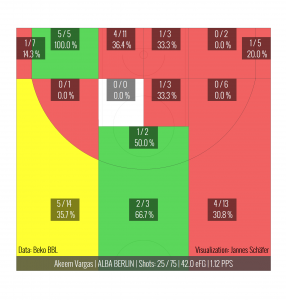 5 / 5
100.0 %
4 / 11
36.4 %
1 / 3
33.3 %
0 / 2
0.0 %
1 / 7
14.3 %
1 / 5
20.0 %
0 / 1
0.0 %
0 / 0
0.0 %
1 / 3
33.3 %
0 / 6
0.0 %
1 / 2
50.0 %
5 / 14
35.7 %
2 / 3
66.7 %
4 / 13
30.8 %
Data: Beko BBL
Visualization: Jannes Schäfer
Akeem Vargas | ALBA BERLIN | Shots: 25 / 75 | 42.0 eFG | 1.12 PPS